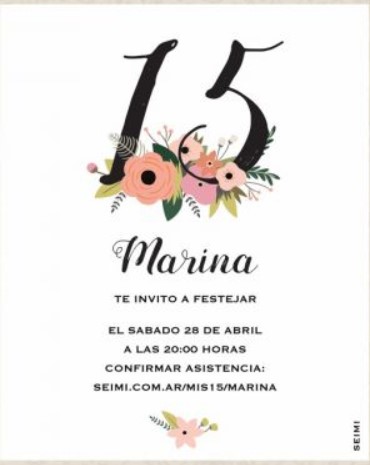 15
Marina
TE INVITO A FESTEJAR
EL SABADO 28 DE ABRIL
A LAS 20:00 HORAS
CONFIRMAR ASISTENCIA:
SEIMI.COM.AR/MIS15/MARINA
SEIMI